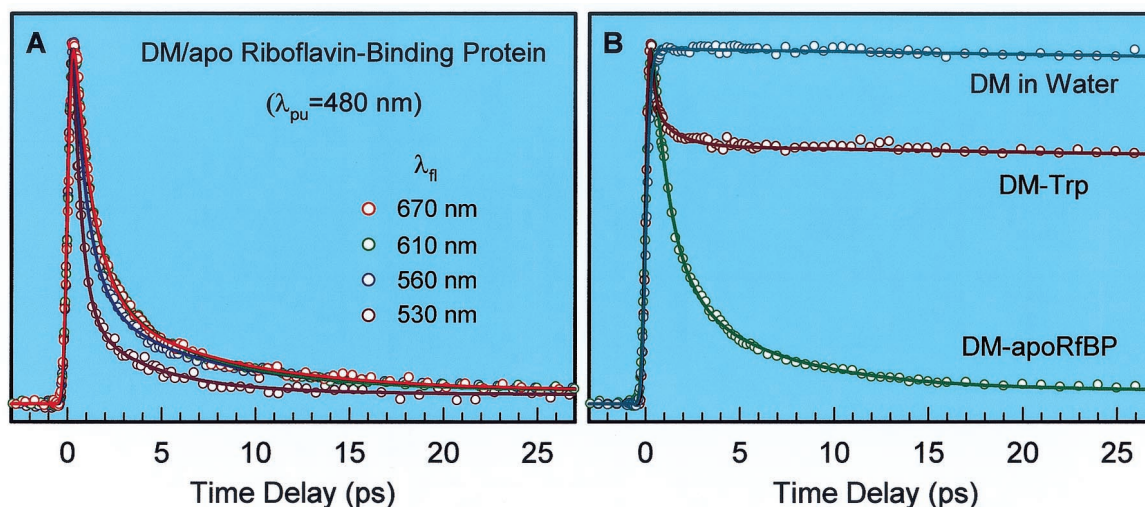 A
DM/apo Riboflavin-Binding Protein
(λpu=480 nm)
λfl
670 nm
610 nm
560 nm
530 nm
0 5 10 15 20 25
Time Delay (ps)
B
DM in Water
DM-Trp
DM-apoRfBP
0 5 10 15 20 25
Time Delay (ps)